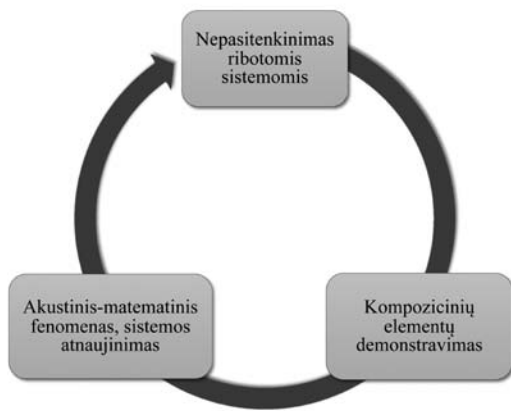 Nepasitenkinimas
ribotomis
sistemomis
Kompozicinių
elementų
demonstravimas
Akustinis-matematinis
fenomenas, sistemos
atnaujinimas